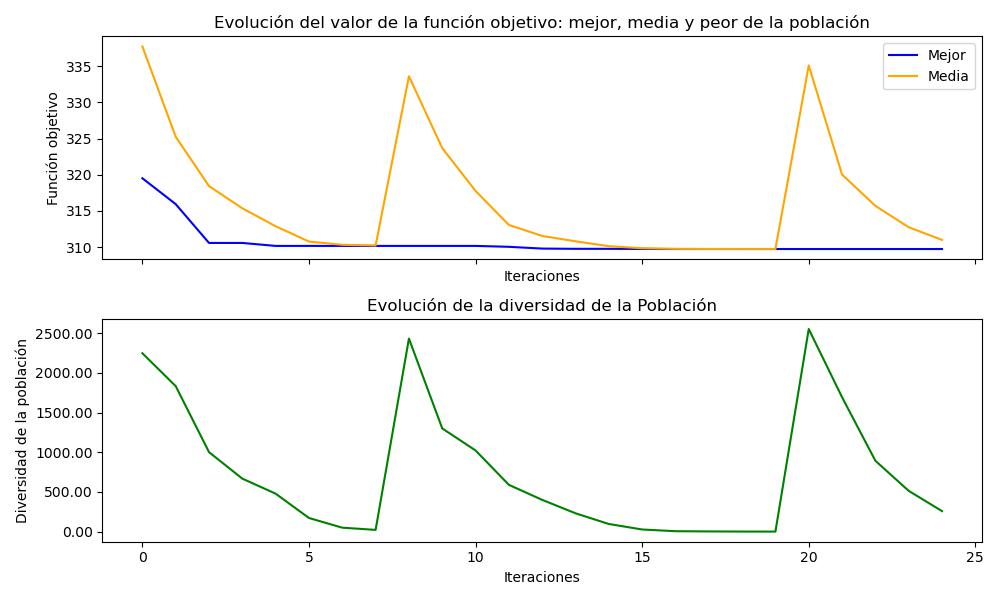 Evolución del valor de la función objetivo: mejor, media y peor de la población
Función objetivo
335
330
325
320
315
310
Mejor
Media
Iteraciones
Evolución de la diversidad de la Población
Diversidad de la población
2500.00
2000.00
1500.00
1000.00
500.00
0.00
0 5 10 15 20 25
Iteraciones